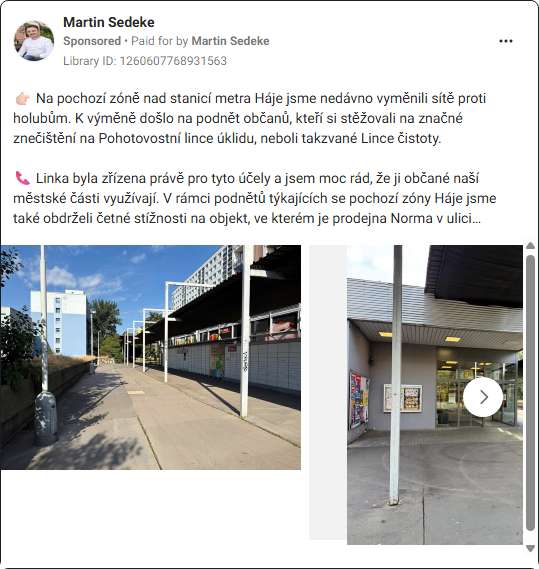 Martin Sedeke
Sponsored • Paid for by Martin Sedeke
Library ID: 1260607768931563
👉🏻 Na pochozí zóně nad stanicí metra Háje jsme nedávno vyměnili sítě proti
holubům. K výměně došlo na podnět občanů, kteří si stěžovali na značné
znečištění na Pohotovostní lince úklidu, neboli takzvané Lince čistoty.
📞 Linka byla zřízena právě pro tyto účely a jsem moc rád, že ji občané naší
městské části využívají. V rámci podnětů týkajících se pochozí zóny Háje jsme
také obdrželi četné stížnosti na objekt, ve kterém je prodejna Norma v ulici…